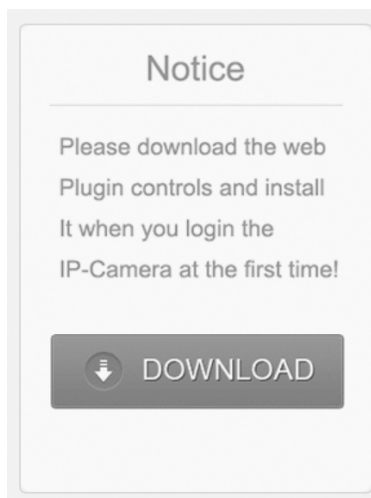 Notice
Please download the web
Plugin controls and install
It when you login the
IP-Camera at the first time!
DOWNLOAD